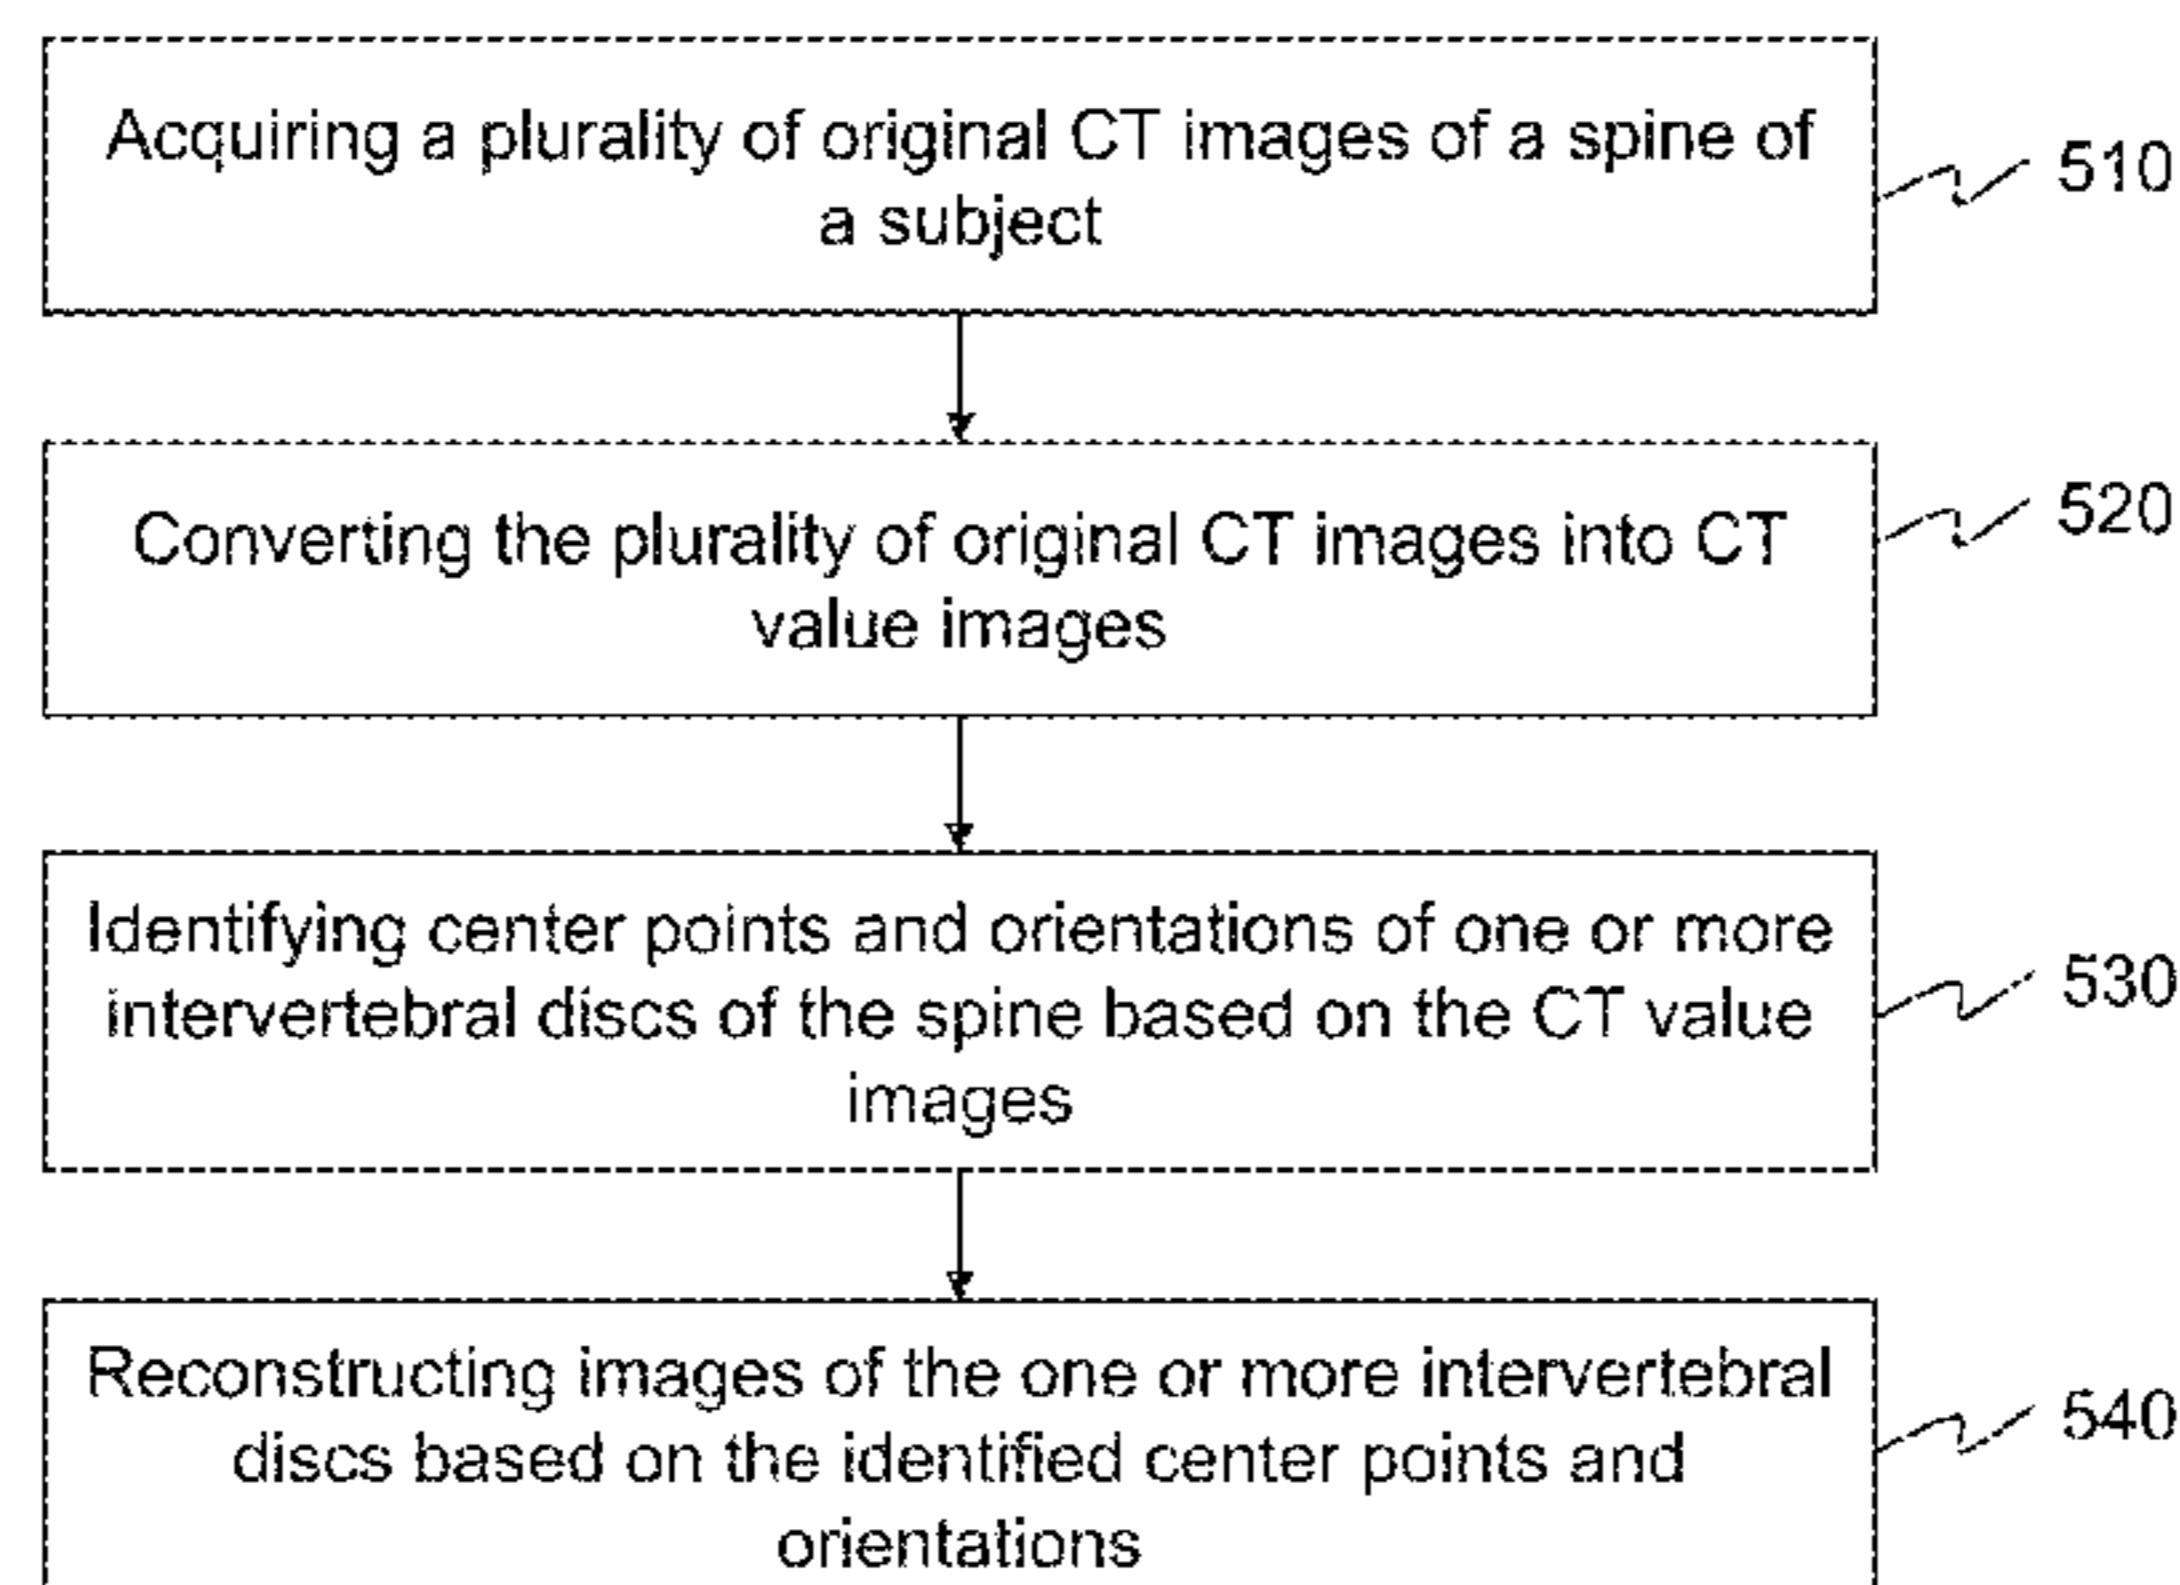 Acquiring a plurality of original CT images of a spine of
a subject
510
Converting the plurality of original CT images into CT
value images
520
Identifying center points and orientations of one or more
intervertebral discs of the spine based on the CT value
images
530
Reconstructing images of the one or more intervertebral
discs based on the identified center points and
orientations
540